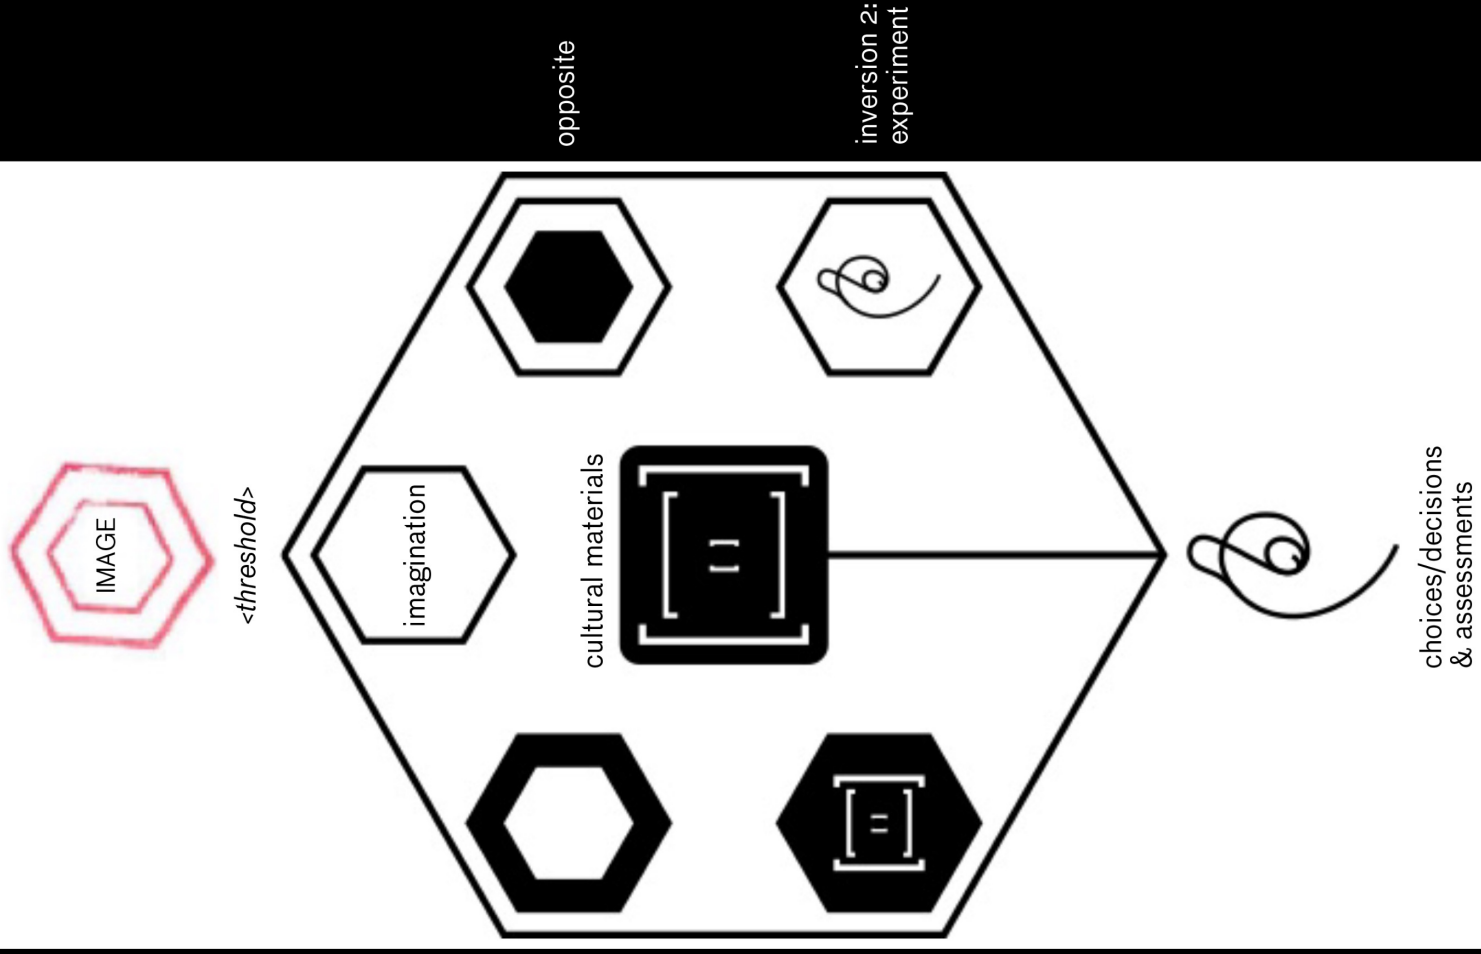 IMAGE
<threshold>
imagination
opposite
cultural materials
inversion 2:
experiment
choices/decisions
& assessments